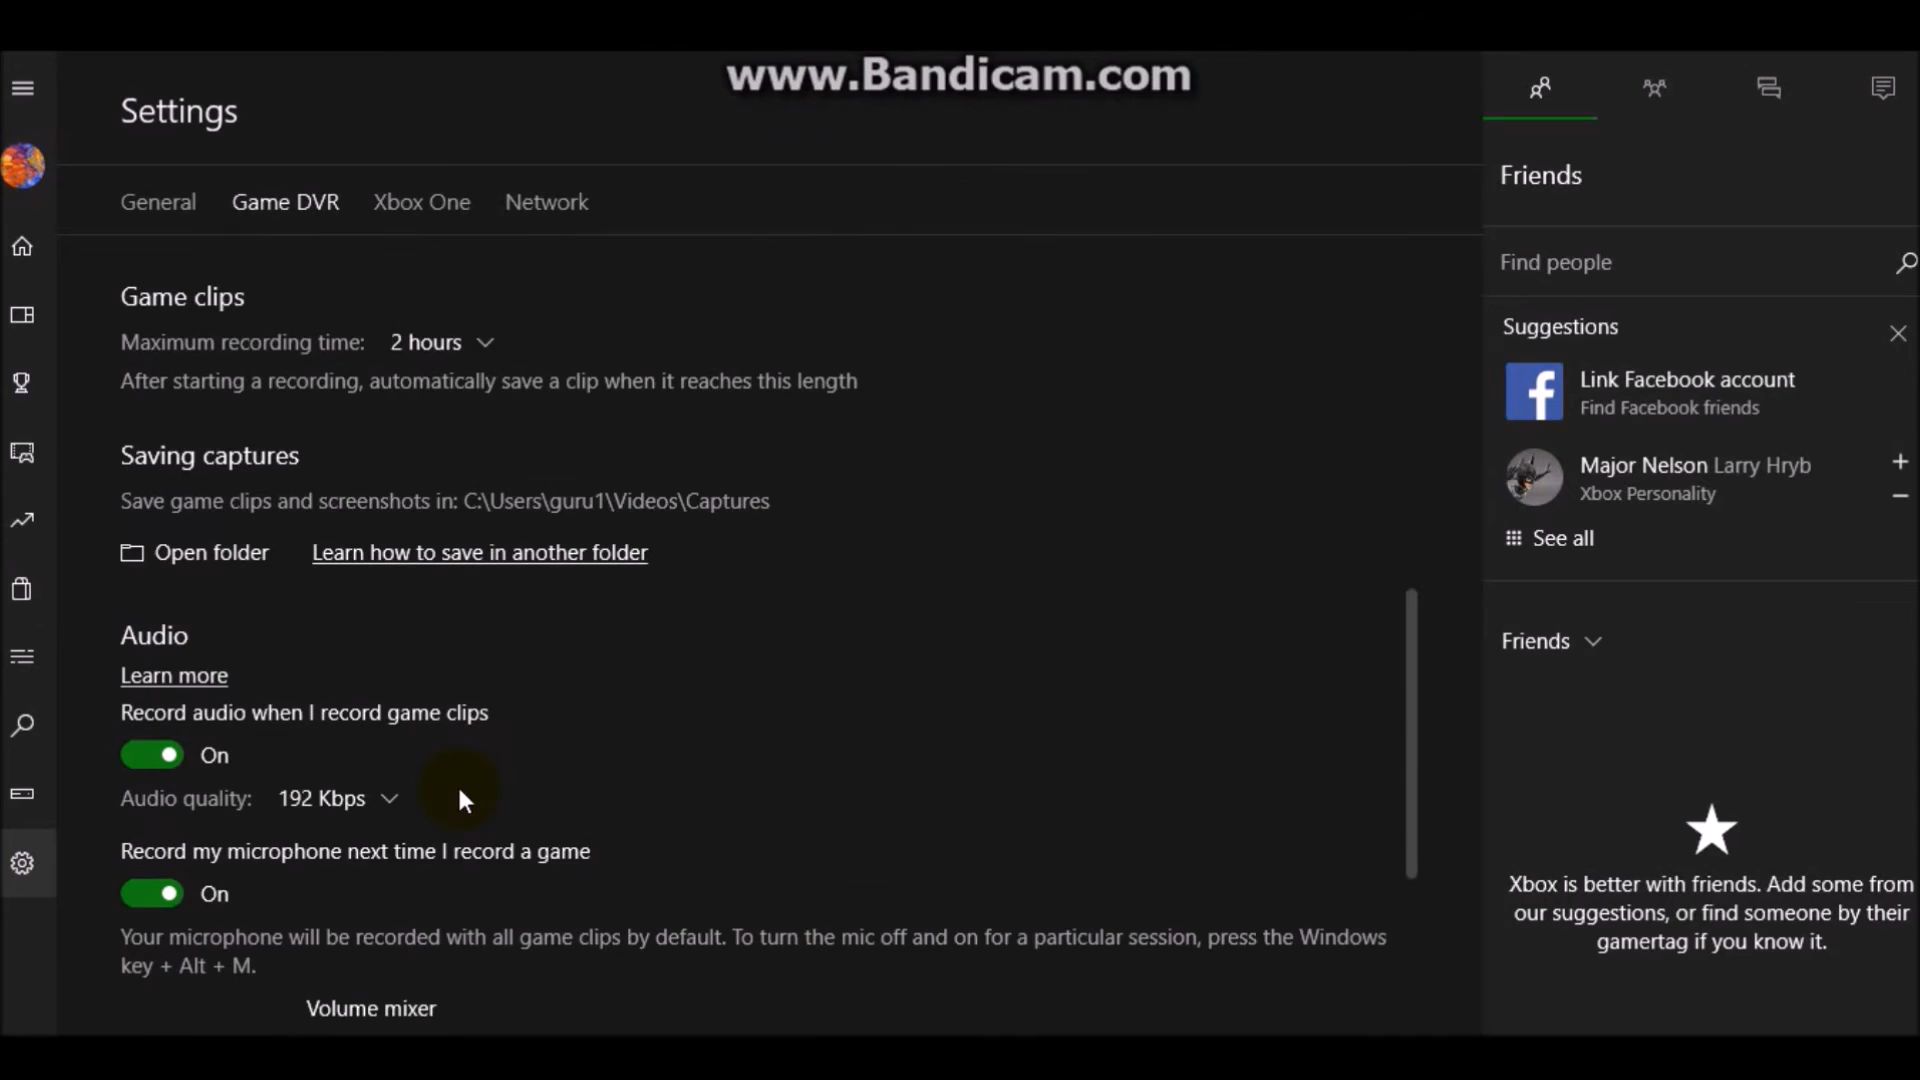 www.Bandicam.com
Settings
General Game DVR Xbox One Network
Game clips
Maximum recording time: 2 hours
After starting a recording, automatically save a clip when it reaches this length
Saving captures
Save game clips and screenshots in: C:\Users\guru1\Videos\Captures
Open folder Learn how to save in another folder
Audio
Learn more
Record audio when I record game clips
On
Audio quality: 192 Kbps
Record my microphone next time I record a game
On
Your microphone will be recorded with all game clips by default. To turn the mic off and on for a particular session, press the Windows
key + Alt + M.
Volume mixer
Friends
Find people
Suggestions
Link Facebook account
Find Facebook friends
Major Nelson Larry Hryb
Xbox Personality
See all
Friends
Xbox is better with friends. Add some from
our suggestions, or find someone by their
gamertag if you know it.